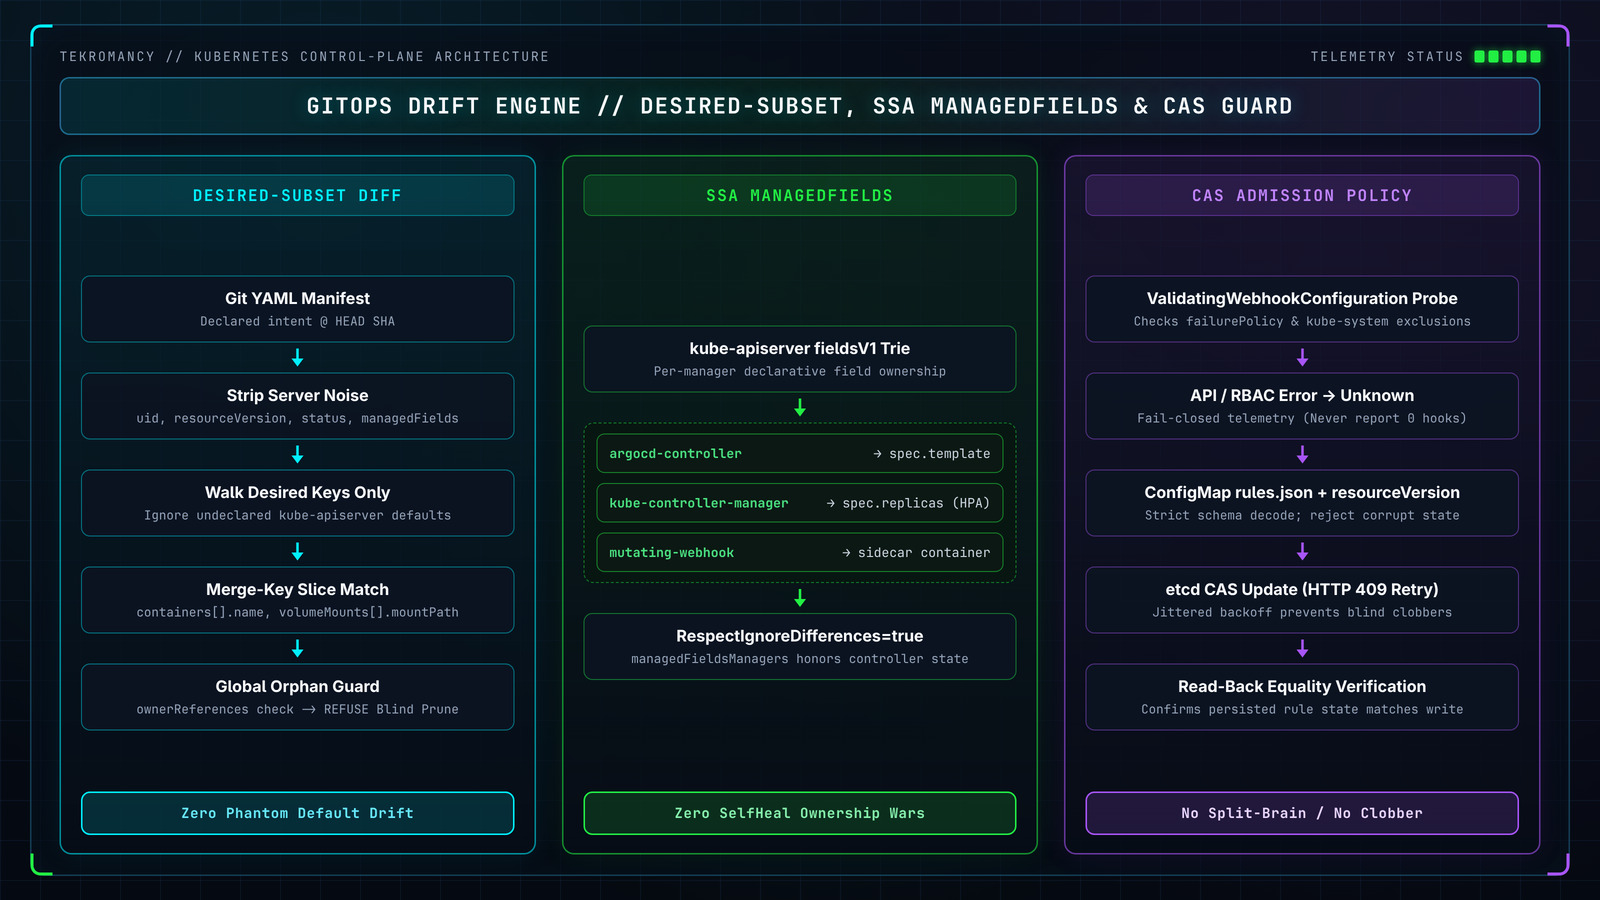 TEKROMANCY // KUBERNETES CONTROL-PLANE ARCHITECTURE
TELEMETRY STATUS
GITOPS DRIFT ENGINE // DESIRED-SUBSET, SSA MANAGEDFIELDS & CAS GUARD
DESIRED-SUBSET DIFF
Git YAML Manifest
Declared intent @ HEAD SHA
Strip Server Noise
uid, resourceVersion, status, managedFields
Walk Desired Keys Only
Ignore undeclared kube-apiserver defaults
Merge-Key Slice Match
containers[].name, volumeMounts[].mountPath
Global Orphan Guard
ownerReferences check → REFUSE Blind Prune
Zero Phantom Default Drift
SSA MANAGEDFIELDS
kube-apiserver fieldsV1 Trie
Per-manager declarative field ownership
argocd-controller → spec.template
kube-controller-manager → spec.replicas (HPA)
mutating-webhook → sidecar container
RespectIgnoreDifferences=true
managedFieldsManagers honors controller state
Zero SelfHeal Ownership Wars
CAS ADMISSION POLICY
ValidatingWebhookConfiguration Probe
Checks failurePolicy & kube-system exclusions
API / RBAC Error → Unknown
Fail-closed telemetry (Never report 0 hooks)
ConfigMap rules.json + resourceVersion
Strict schema decode; reject corrupt state
etcd CAS Update (HTTP 409 Retry)
Jittered backoff prevents blind clobbers
Read-Back Equality Verification
Confirms persisted rule state matches write
No Split-Brain / No Clobber